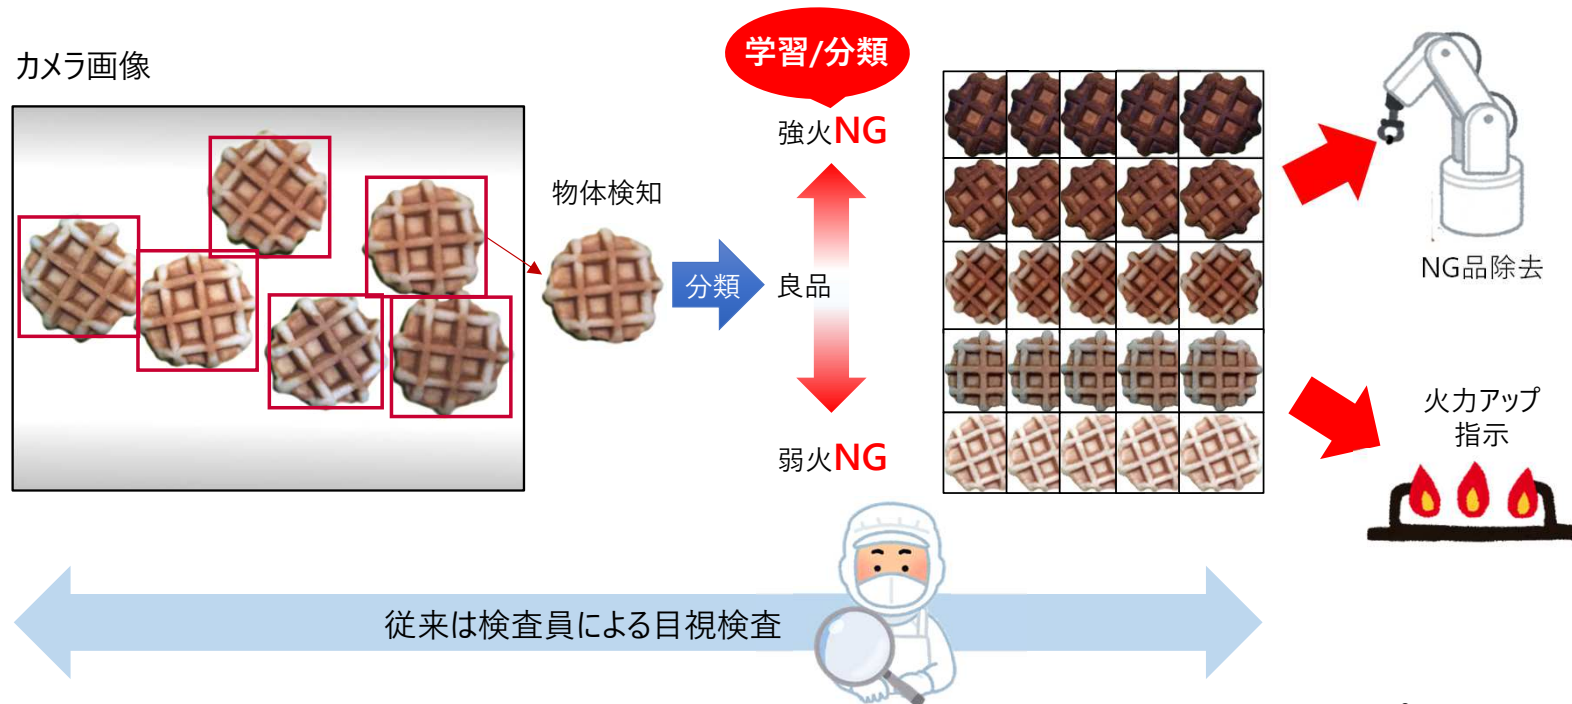 カメラ画像
学習/分類
強火NG
物体検知
分類
良品
弱火NG
NG品除去
火力アップ
指示
従来は検査員による目視検査